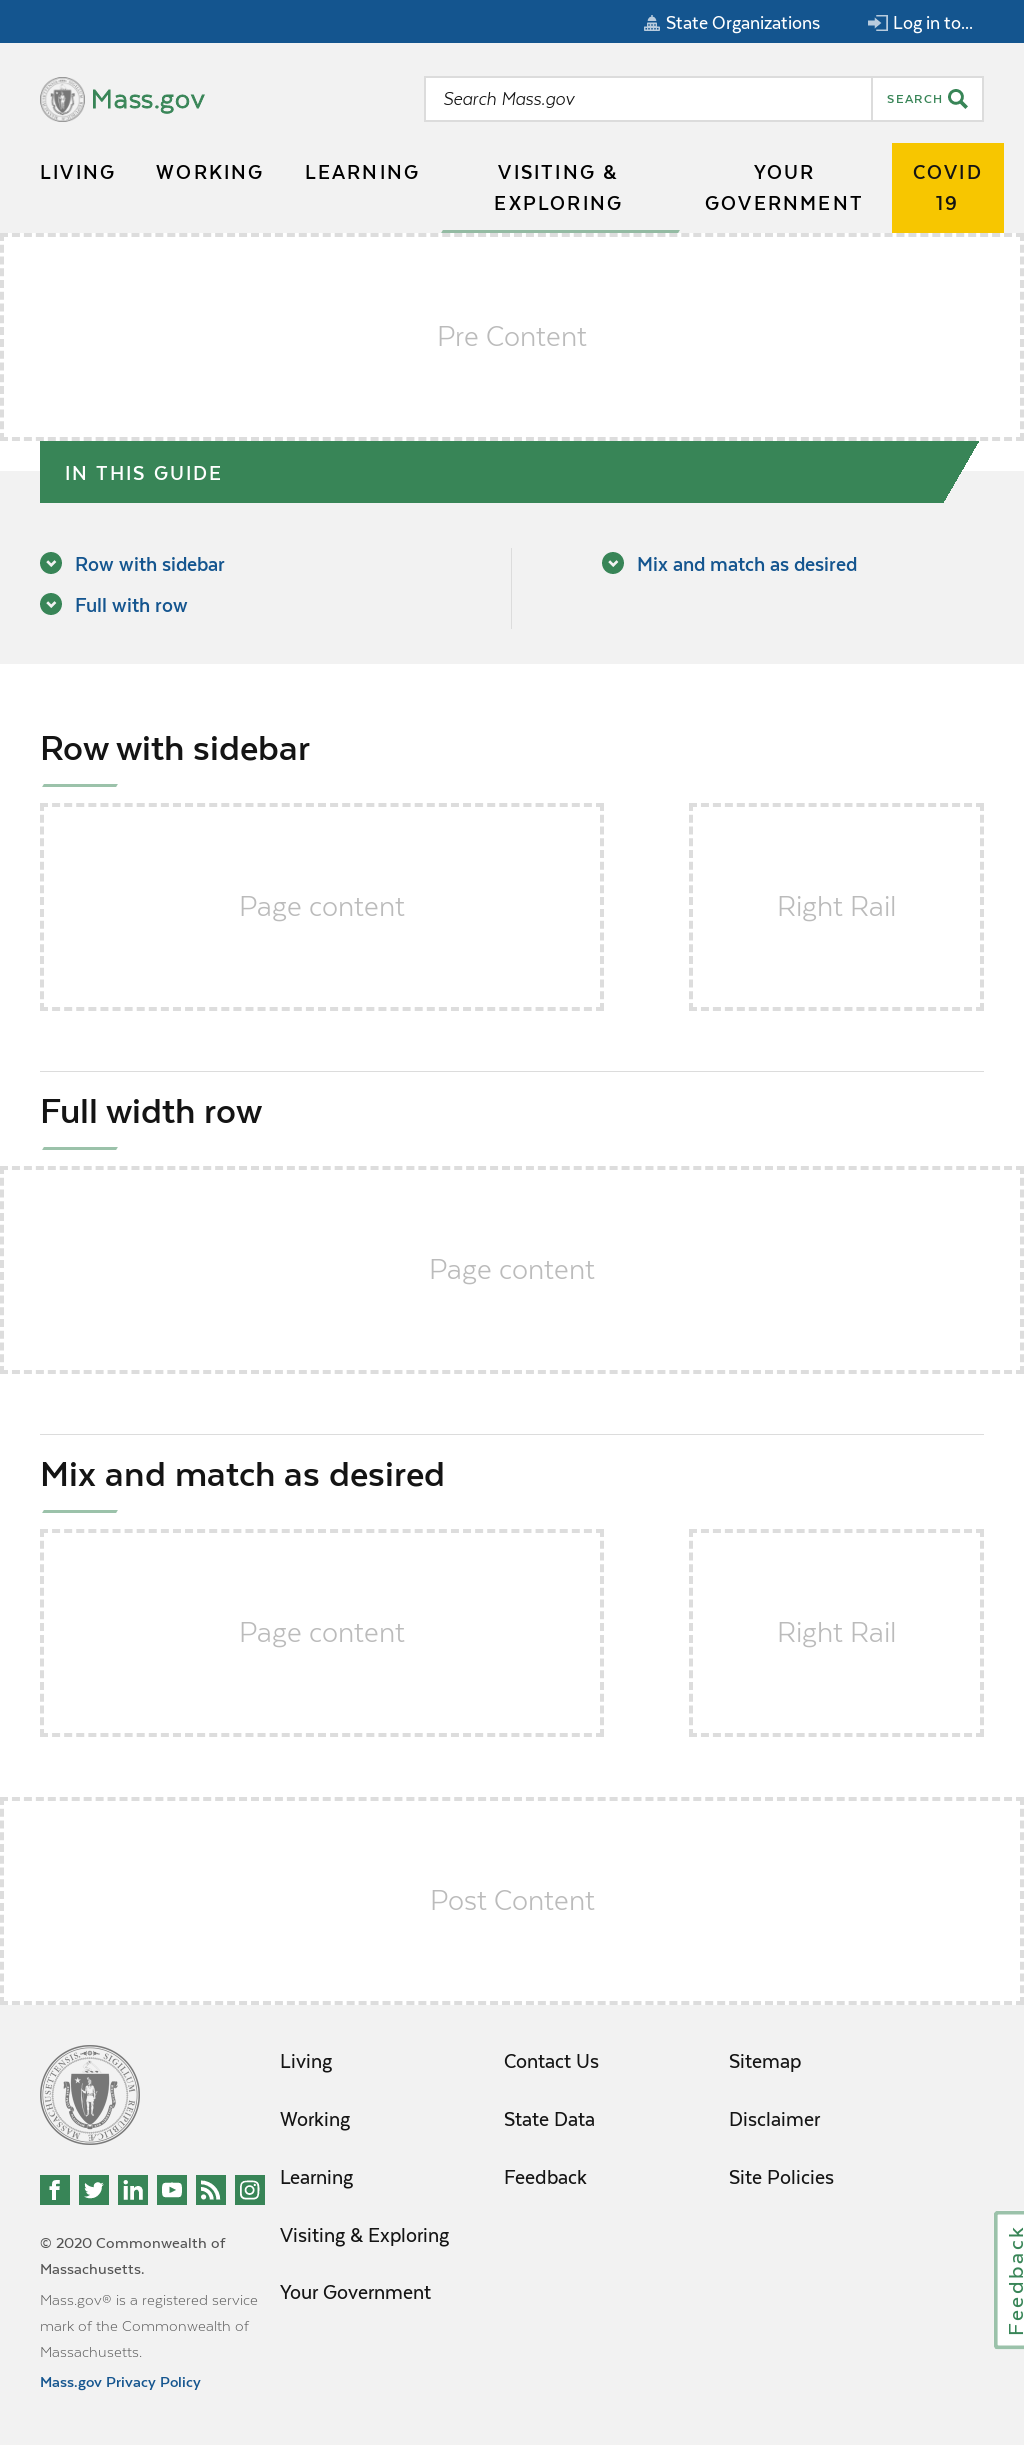 State Organizations
Log in to...
Mass.gov
Search Mass.gov
SEARCH
LIVING
WORKING
LEARNING
VISITING &
EXPLORING
YOUR
GOVERNMENT
COVID
19
Pre Content
IN THIS GUIDE
Row with sidebar
Full with row
Mix and match as desired
Row with sidebar
Page content
Right Rail
Full width row
Page content
Mix and match as desired
Page content
Right Rail
Post Content
Living
Working
Learning
Visiting & Exploring
Your Government
Contact Us
State Data
Feedback
Sitemap
Disclaimer
Site Policies
© 2020 Commonwealth of
Massachusetts.
Mass.gov® is a registered service
mark of the Commonwealth of
Massachusetts.
Mass.gov Privacy Policy
Feedback